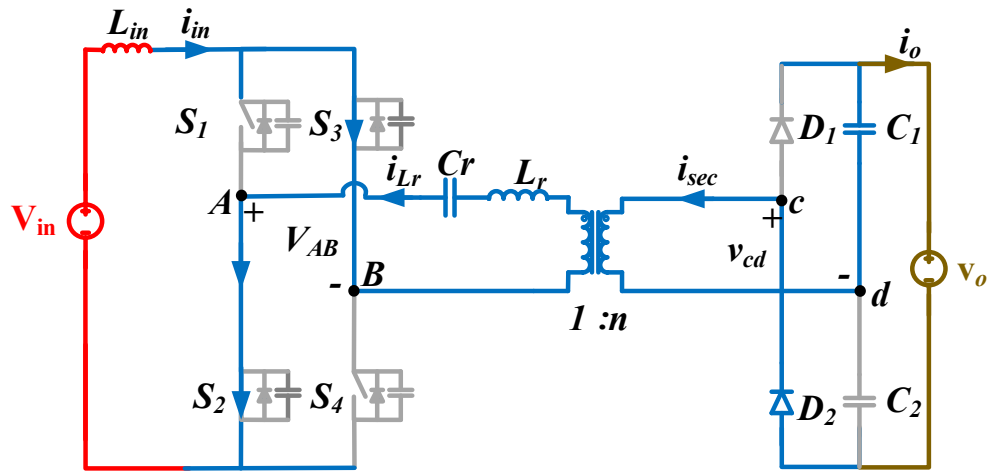 L_in i_in i_o
S_1 S_3 D_1 C_1
i_Lr Cr L_r i_sec
A + c +
V_in V_AB v_cd v_o
- B - d
1 :n
S_2 S_4 D_2 C_2